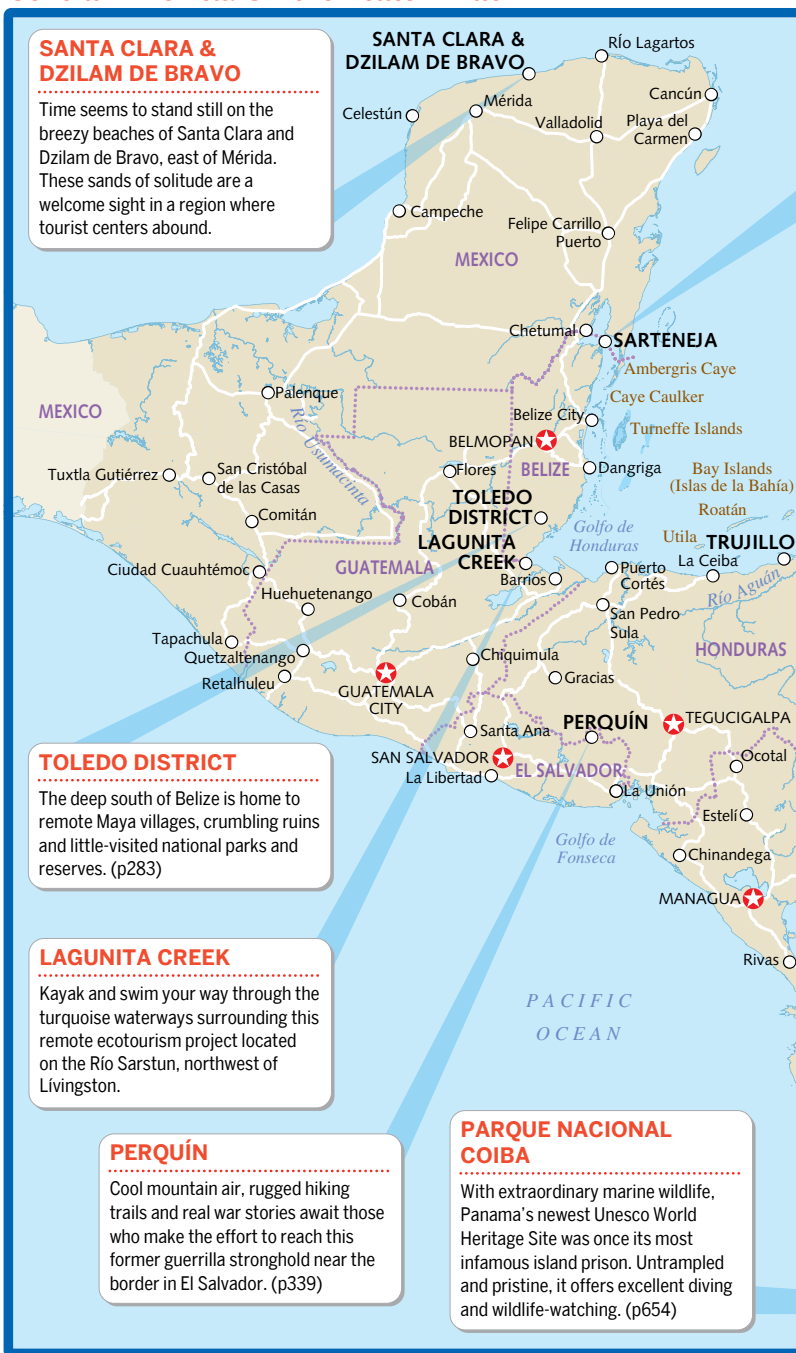 SANTA CLARA &
DZILAM DE BRAVO
Time seems to stand still on the
breezy beaches of Santa Clara and
Dzilam de Bravo, east of Mérida.
These sands of solitude are a
welcome sight in a region where
tourist centers abound.
SANTA CLARA &
DZILAM DE BRAVO
RÍo Lagartos
Cancún
Celestún
Mérida
Valladolid
Playa del
Carmen
Campeche
Felipe Carrillo
Puerto
MEXICO
Chetumal
SARTENEJA
Ambergris Caye
Palenque
Caye Caulker
MEXICO
Río Usumacinta
Belize City
Turneffe Islands
BELMOPAN
Tuxtla Gutiérrez
San Cristóbal
de las Casas
Flores
BELIZE
Dangriga
Bay Islands
(Islas de la Bahía)
Comitán
TOLEDO
DISTRICT
Roatán
Golfo de
Honduras
Utila
TRUJILLO
LAGUNITA
CREEK
Ciudad Cuauhtémoc
GUATEMALA
Barrios
Puerto
Cortés
La Ceiba
Río Aguán
Huehuetenango
Cobán
San Pedro
Sula
Tapachula
Quetzaltenango
Retalhuleu
Chiquimula
HONDURAS
GUATEMALA
CITY
Gracias
Santa Ana
PERQUÍN
TEGUCIGALPA
SAN SALVADOR
La Libertad
EL SALVADOR
Ocotal
La Unión
Estelí
Golfo de
Fonseca
Chinandega
MANAGUA
Rivas
TOLEDO DISTRICT
The deep south of Belize is home to
remote Maya villages, crumbling ruins
and little-visited national parks and
reserves. (p283)
LAGUNITA CREEK
Kayak and swim your way through the
turquoise waterways surrounding this
remote ecotourism project located
on the Río Sarstun, northwest of
Lívingston.
PACIFIC
OCEAN
PERQUÍN
Cool mountain air, rugged hiking
trails and real war stories await those
who make the effort to reach this
former guerrilla stronghold near the
border in El Salvador. (p339)
PARQUE NACIONAL
COIBA
With extraordinary marine wildlife,
Panama's newest Unesco World
Heritage Site was once its most
infamous island prison. Untrampled
and pristine, it offers excellent diving
and wildlife-watching. (p654)